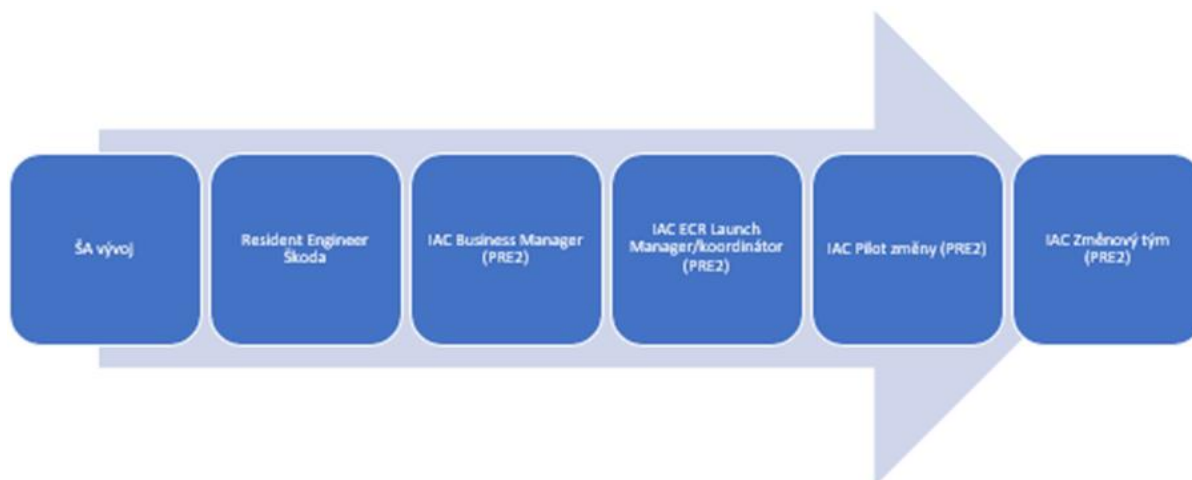 ŠA vývoj
Resident Engineer
Škoda
IAC Business Manager
(PRE2)
IAC ECR Launch
Manager/koordinátor
(PRE2)
IAC Pilot změny (PRE2)
IAC Změnový tým
(PRE2)